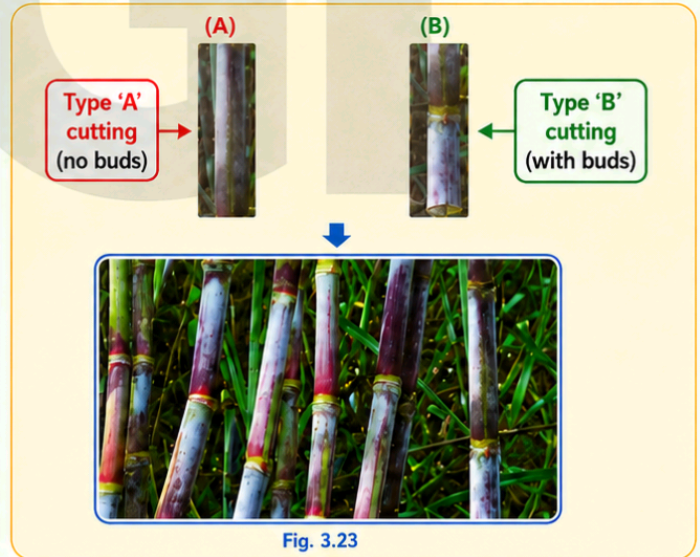 (A)
(B)
Type ‘A’
cutting
(no buds)
Type ‘B’
cutting
(with buds)
Fig. 3.23